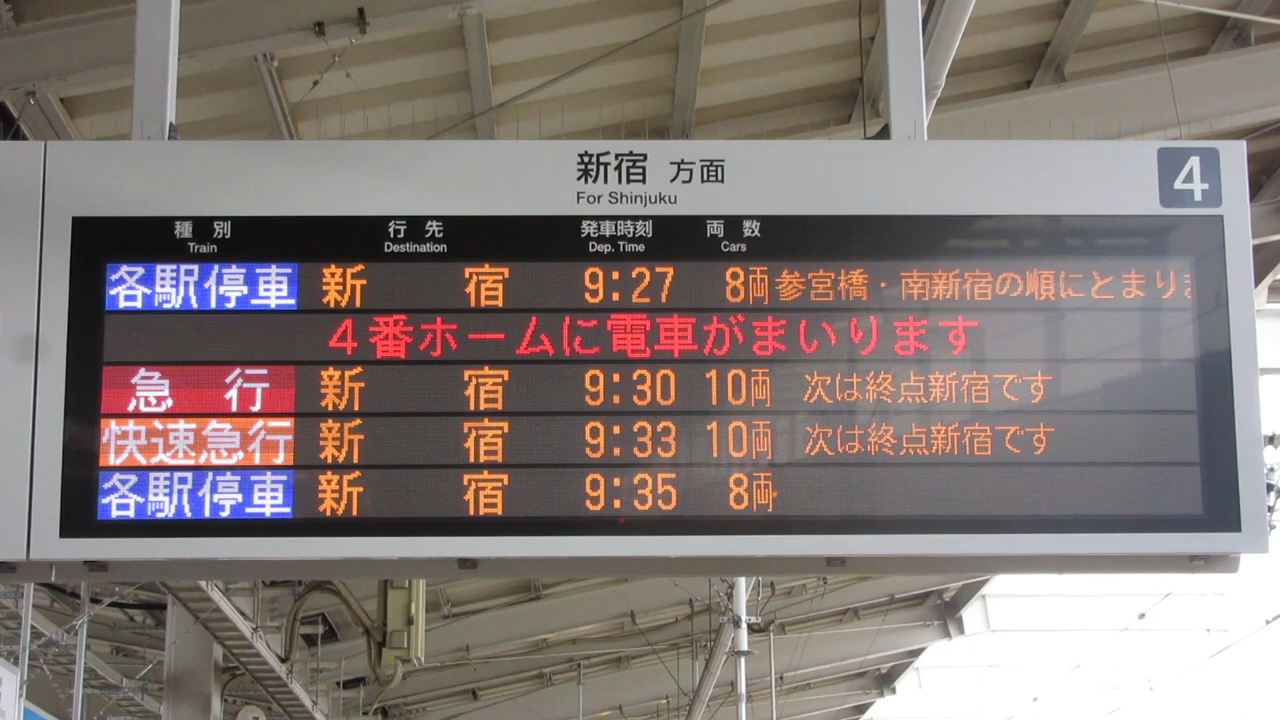 新宿 方面
For Shinjuku
4
種 別 行 先 発車時刻 両 数
Train Destination Dep. Time Cars
各駅停車 新 宿 9:27 8両 参宮橋・南新宿の順にとまりま
4番ホームに電車がまいります
急 行 新 宿 9:30 10両 次は終点新宿です
快速急行 新 宿 9:33 10両 次は終点新宿です
各駅停車 新 宿 9:35 8両